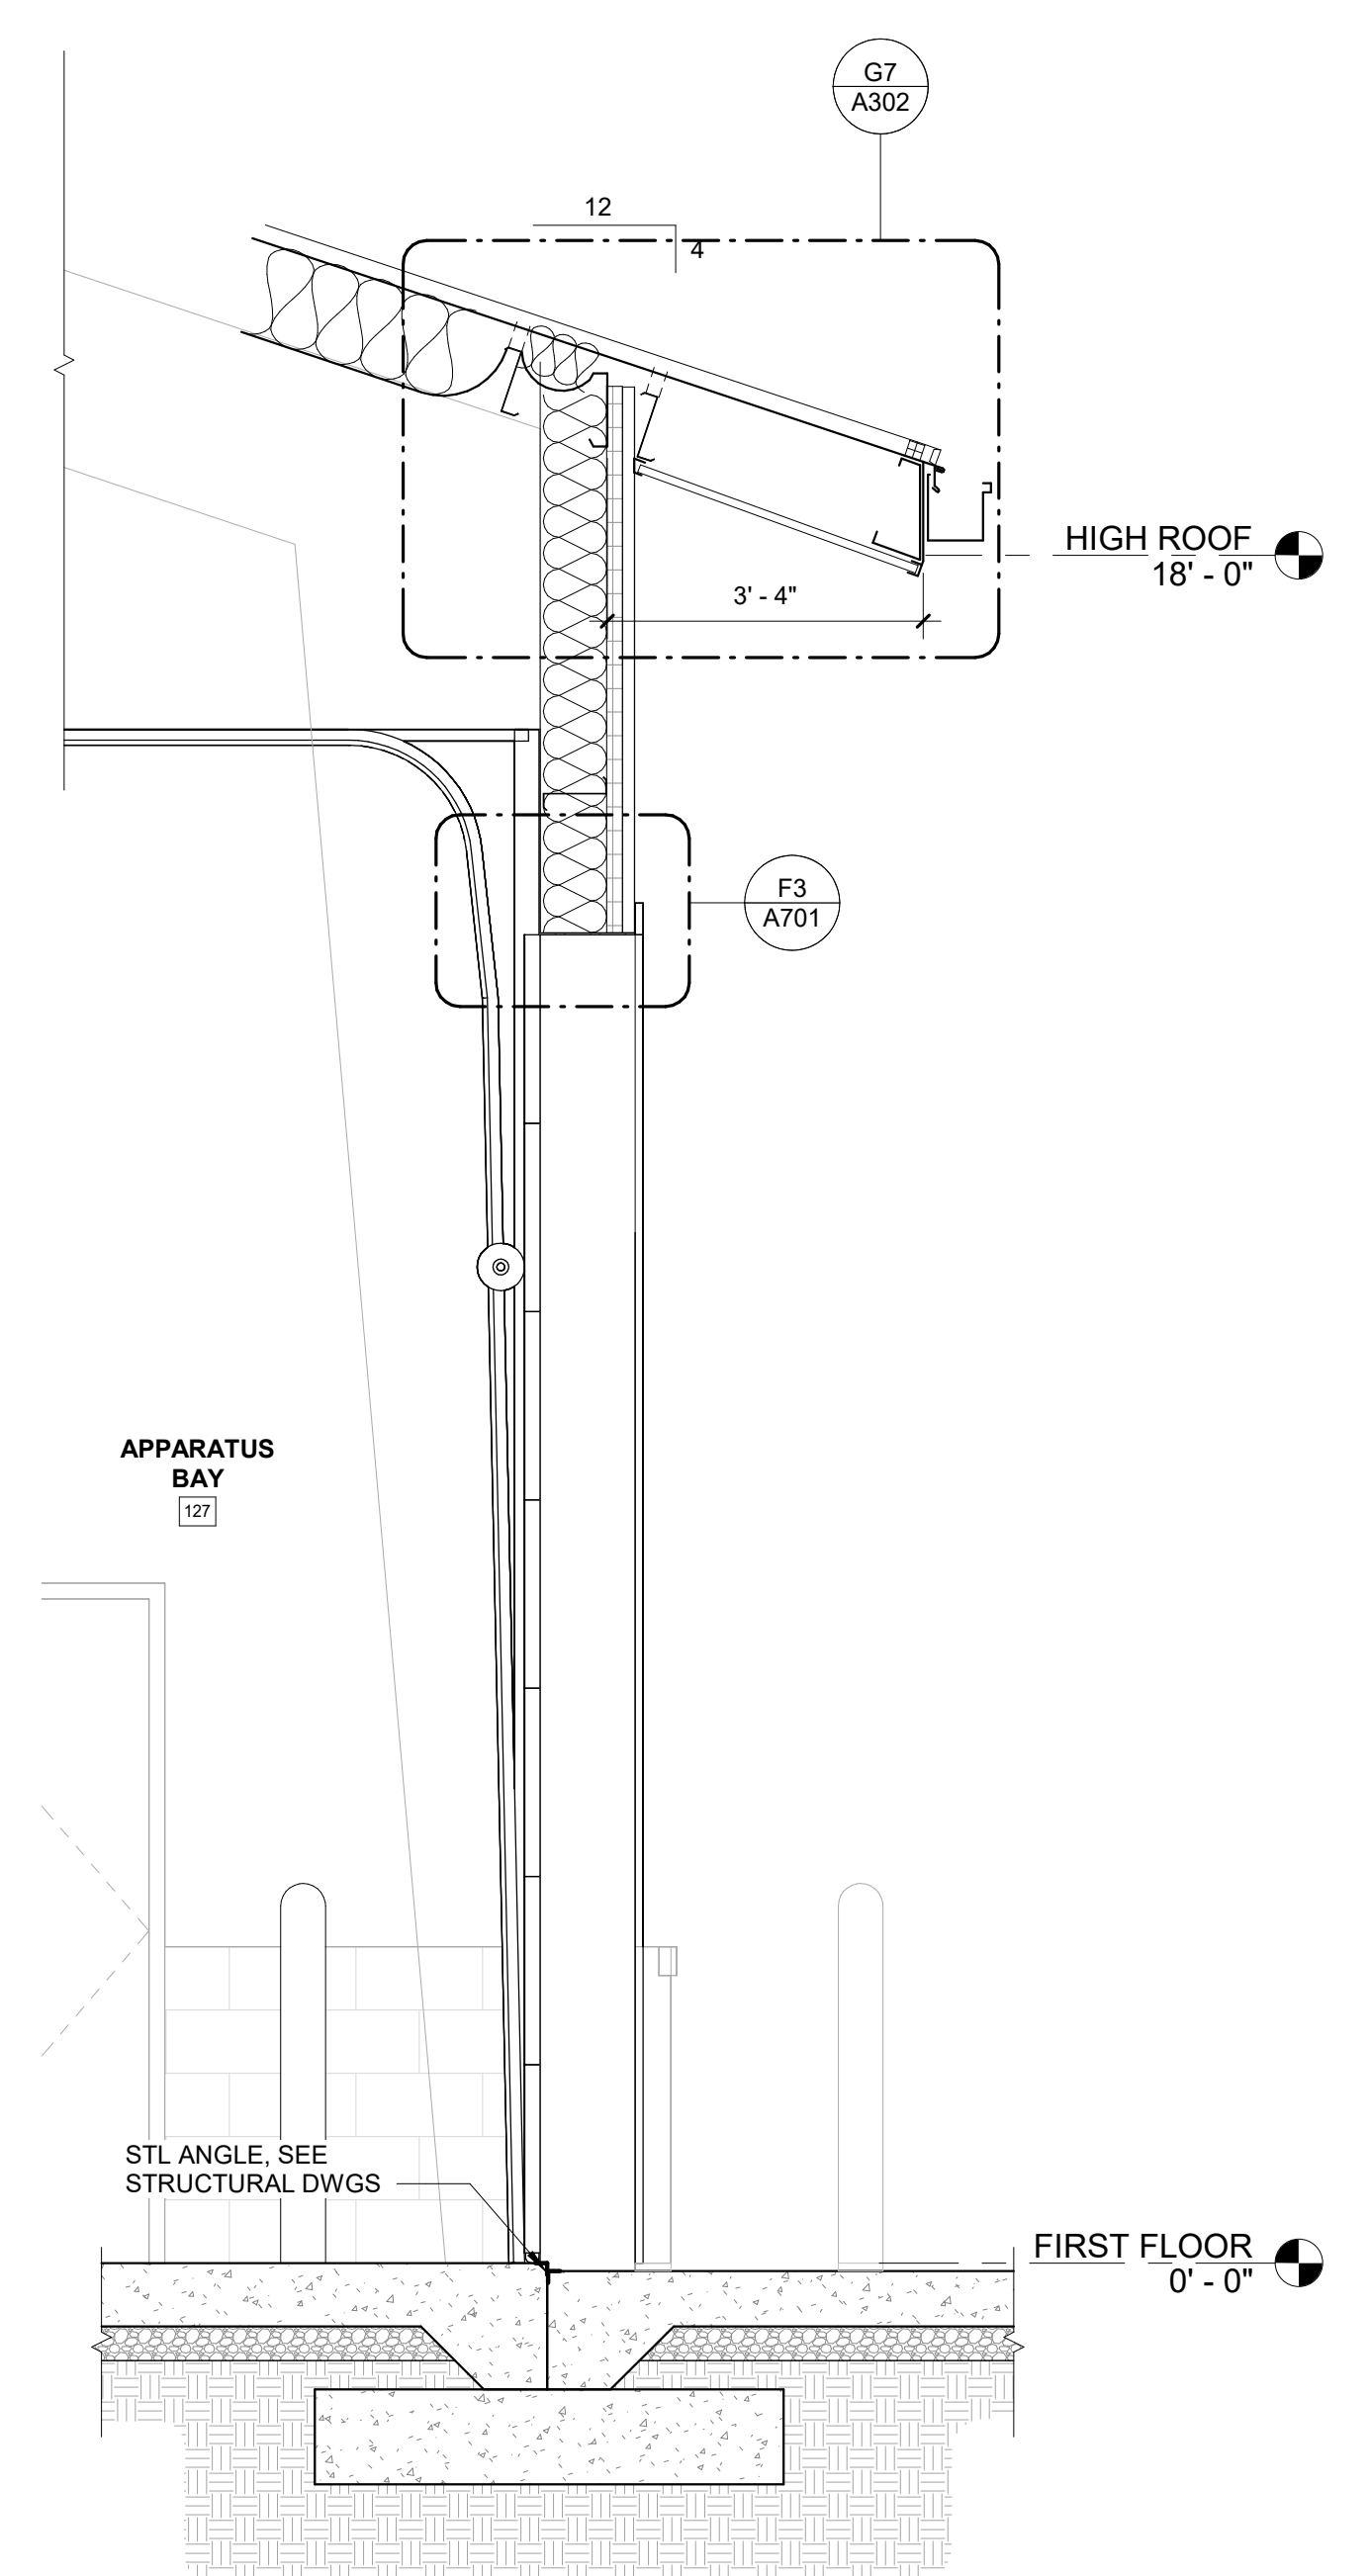 G7
A302
12
4
HIGH ROOF
18' - 0"
3' - 4"
F3
A701
APPARATUS
BAY
127
STL ANGLE, SEE
STRUCTURAL DWGS
FIRST FLOOR
0' - 0"